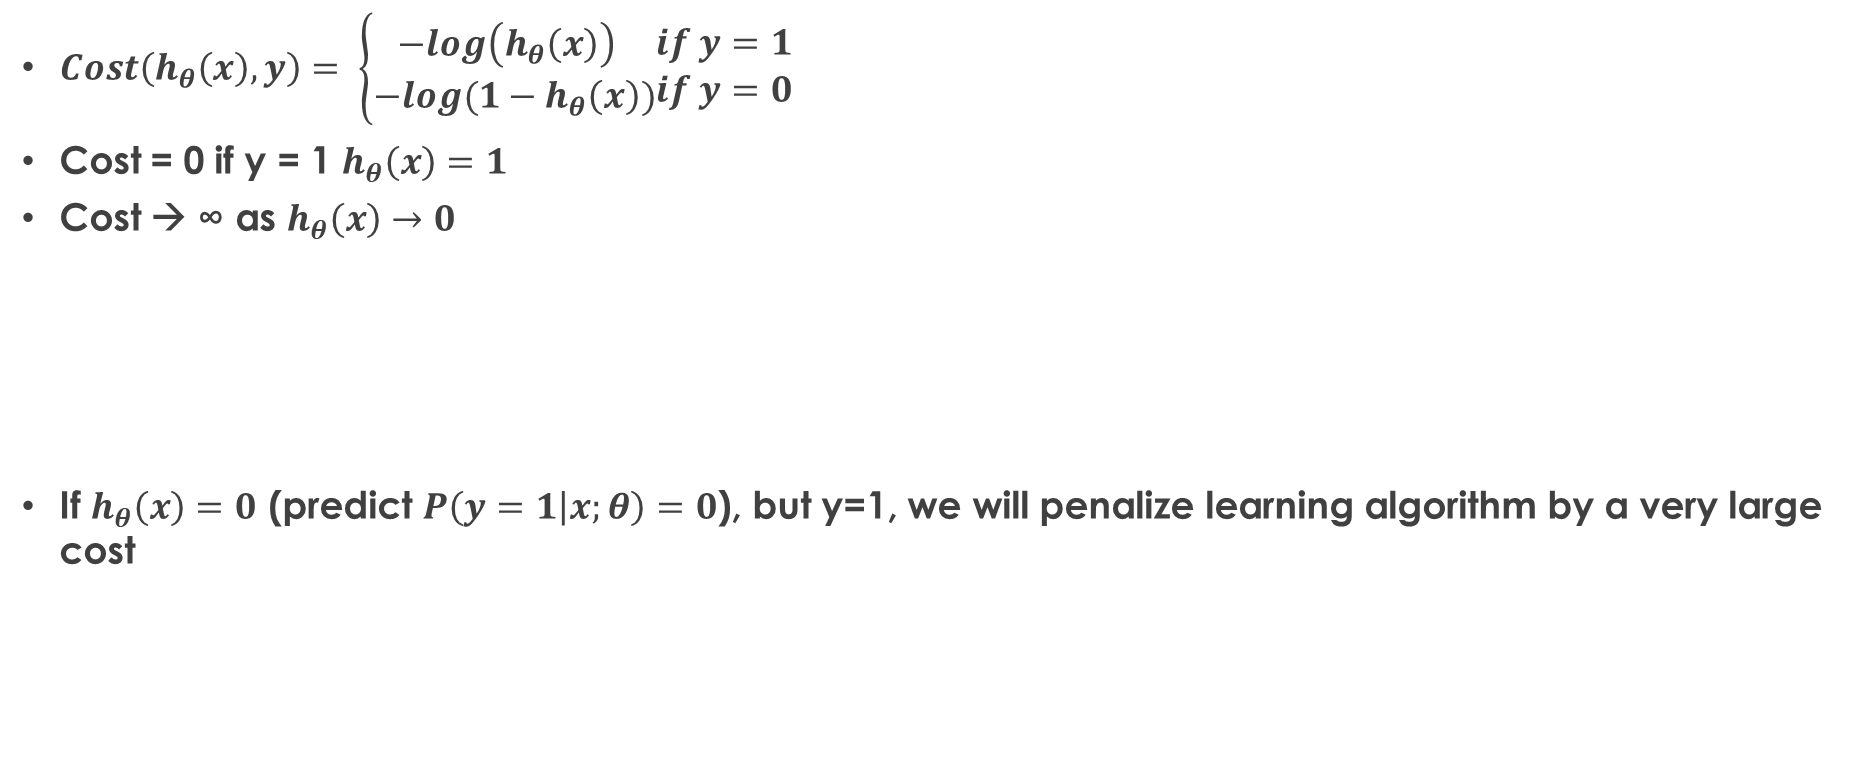 • Cost(hθ(x), y) = { −log(hθ(x)) if y = 1
−log(1 − hθ(x)) if y = 0
• Cost = 0 if y = 1 hθ(x) = 1
• Cost → ∞ as hθ(x) → 0
• If hθ(x) = 0 (predict P(y = 1|x; θ) = 0), but y=1, we will penalize learning algorithm by a very large
cost